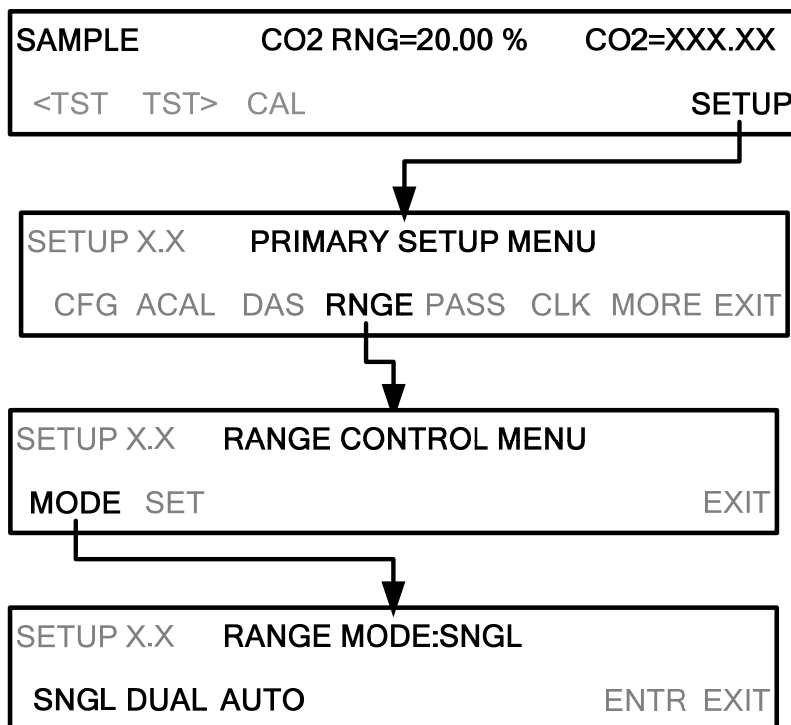 SAMPLE CO2 RNG=20.00 % CO2=XXX.XX
<TST TST> CAL SETUP
SETUP X.X PRIMARY SETUP MENU
CFG ACAL DAS RNGE PASS CLK MORE EXIT
SETUP X.X RANGE CONTROL MENU
MODE SET EXIT
SETUP X.X RANGE MODE:SNGL
SNGL DUAL AUTO ENTR EXIT